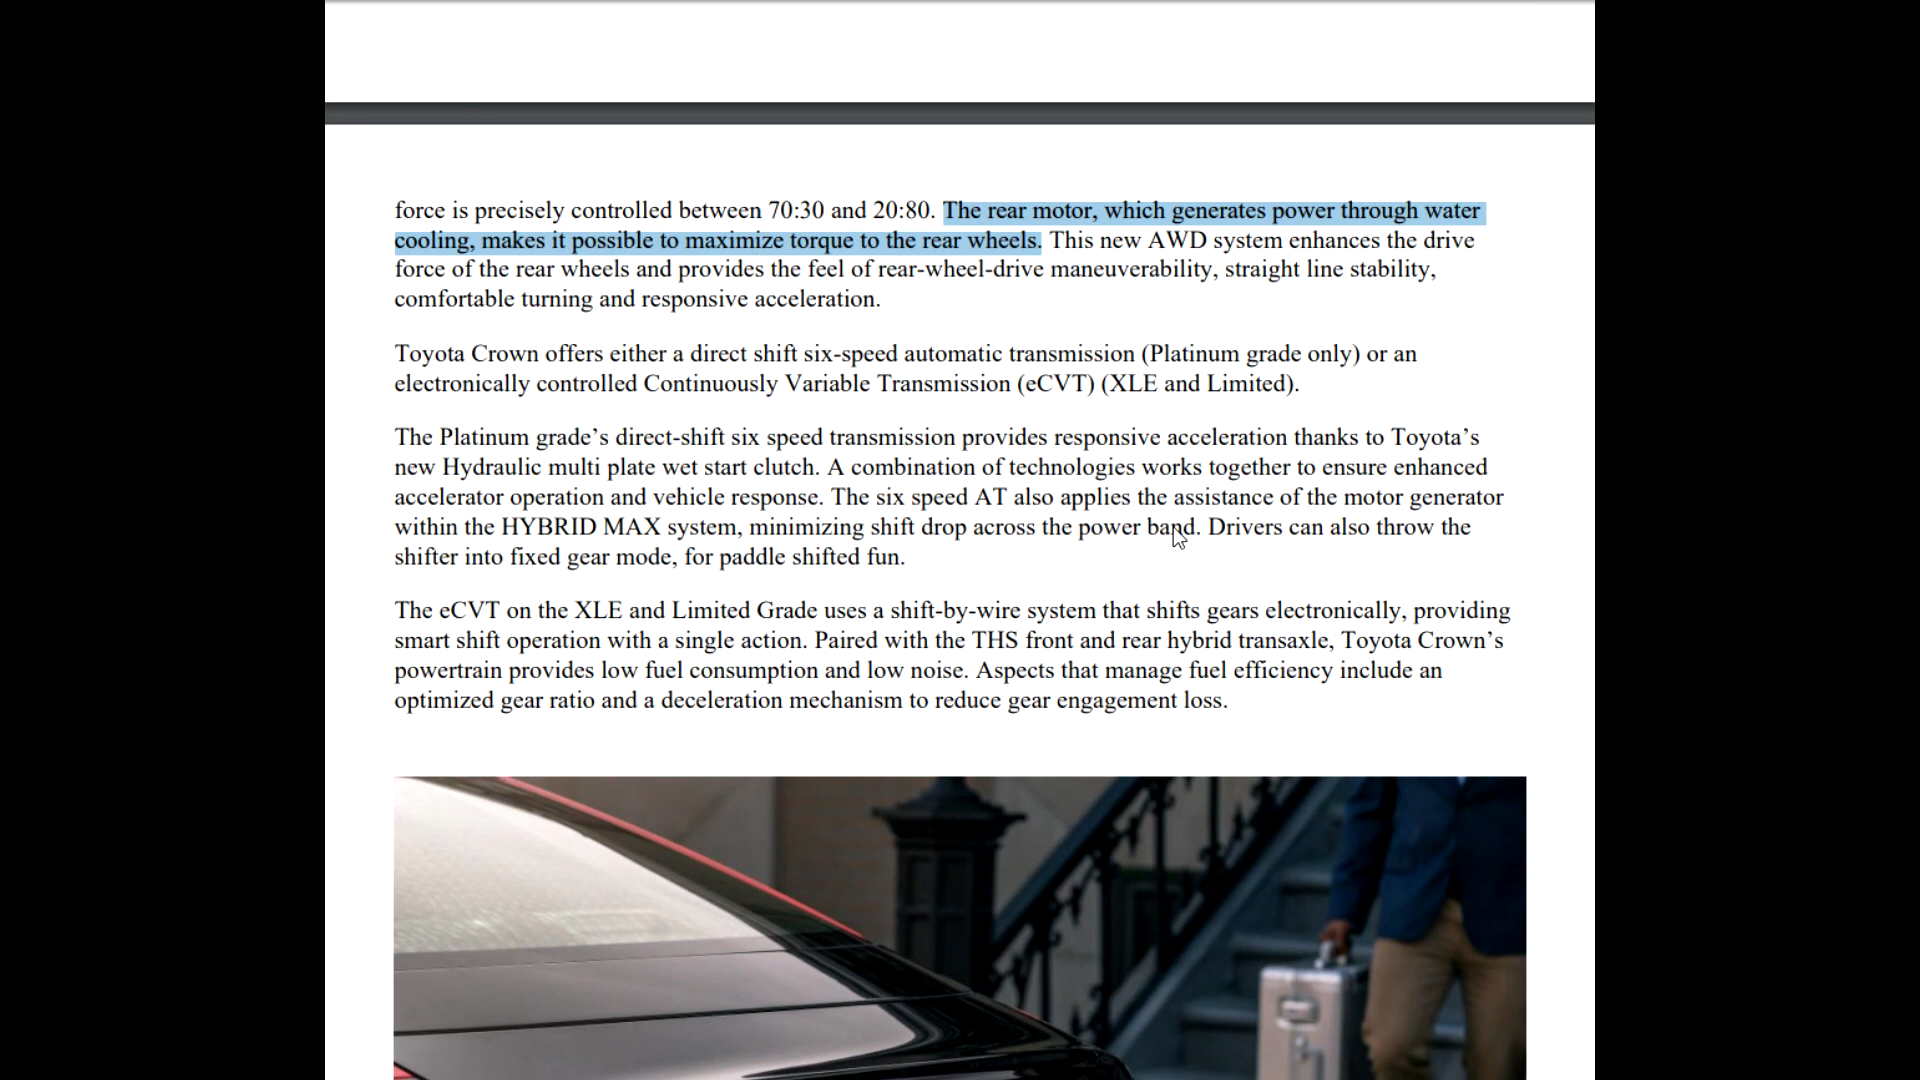 force is precisely controlled between 70:30 and 20:80. The rear motor, which generates power through water
cooling, makes it possible to maximize torque to the rear wheels. This new AWD system enhances the drive
force of the rear wheels and provides the feel of rear-wheel-drive maneuverability, straight line stability,
comfortable turning and responsive acceleration.
Toyota Crown offers either a direct shift six-speed automatic transmission (Platinum grade only) or an
electronically controlled Continuously Variable Transmission (eCVT) (XLE and Limited).
The Platinum grade’s direct-shift six speed transmission provides responsive acceleration thanks to Toyota’s
new Hydraulic multi plate wet start clutch. A combination of technologies works together to ensure enhanced
accelerator operation and vehicle response. The six speed AT also applies the assistance of the motor generator
within the HYBRID MAX system, minimizing shift drop across the power band. Drivers can also throw the
shifter into fixed gear mode, for paddle shifted fun.
The eCVT on the XLE and Limited Grade uses a shift-by-wire system that shifts gears electronically, providing
smart shift operation with a single action. Paired with the THS front and rear hybrid transaxle, Toyota Crown’s
powertrain provides low fuel consumption and low noise. Aspects that manage fuel efficiency include an
optimized gear ratio and a deceleration mechanism to reduce gear engagement loss.